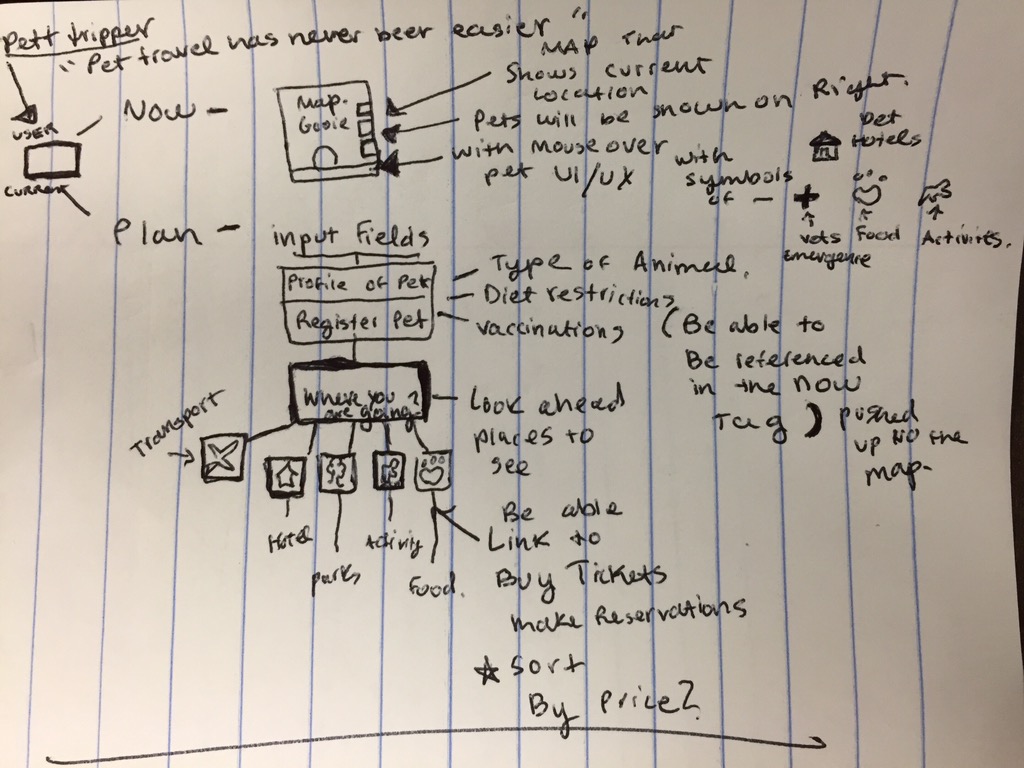 Pett tripper
"Pet travel has never beer easier"
USER
CURRENT
Now -
Map.
Goole
MAP That
Shows current
location
Pets will be shown on Right.
with mouse over
pet UI/UX
with
symbols
of -
pet
Hotels
vets
Emergence
Food
Activites.
Plan -
input Fields
Profile of Pet
Register Pet
Type of Animal.
Diet restrictions
vaccinations
(Be able to
Be referenced
in the now
Tag)
pushed
up to the
map.
Where you ?
are going
Look ahead
places to
see
Transport
Hotel
parks
Activiy
Food.
Be able
Link to
Buy Tickets
make Reservations
☆ Sort
By price?